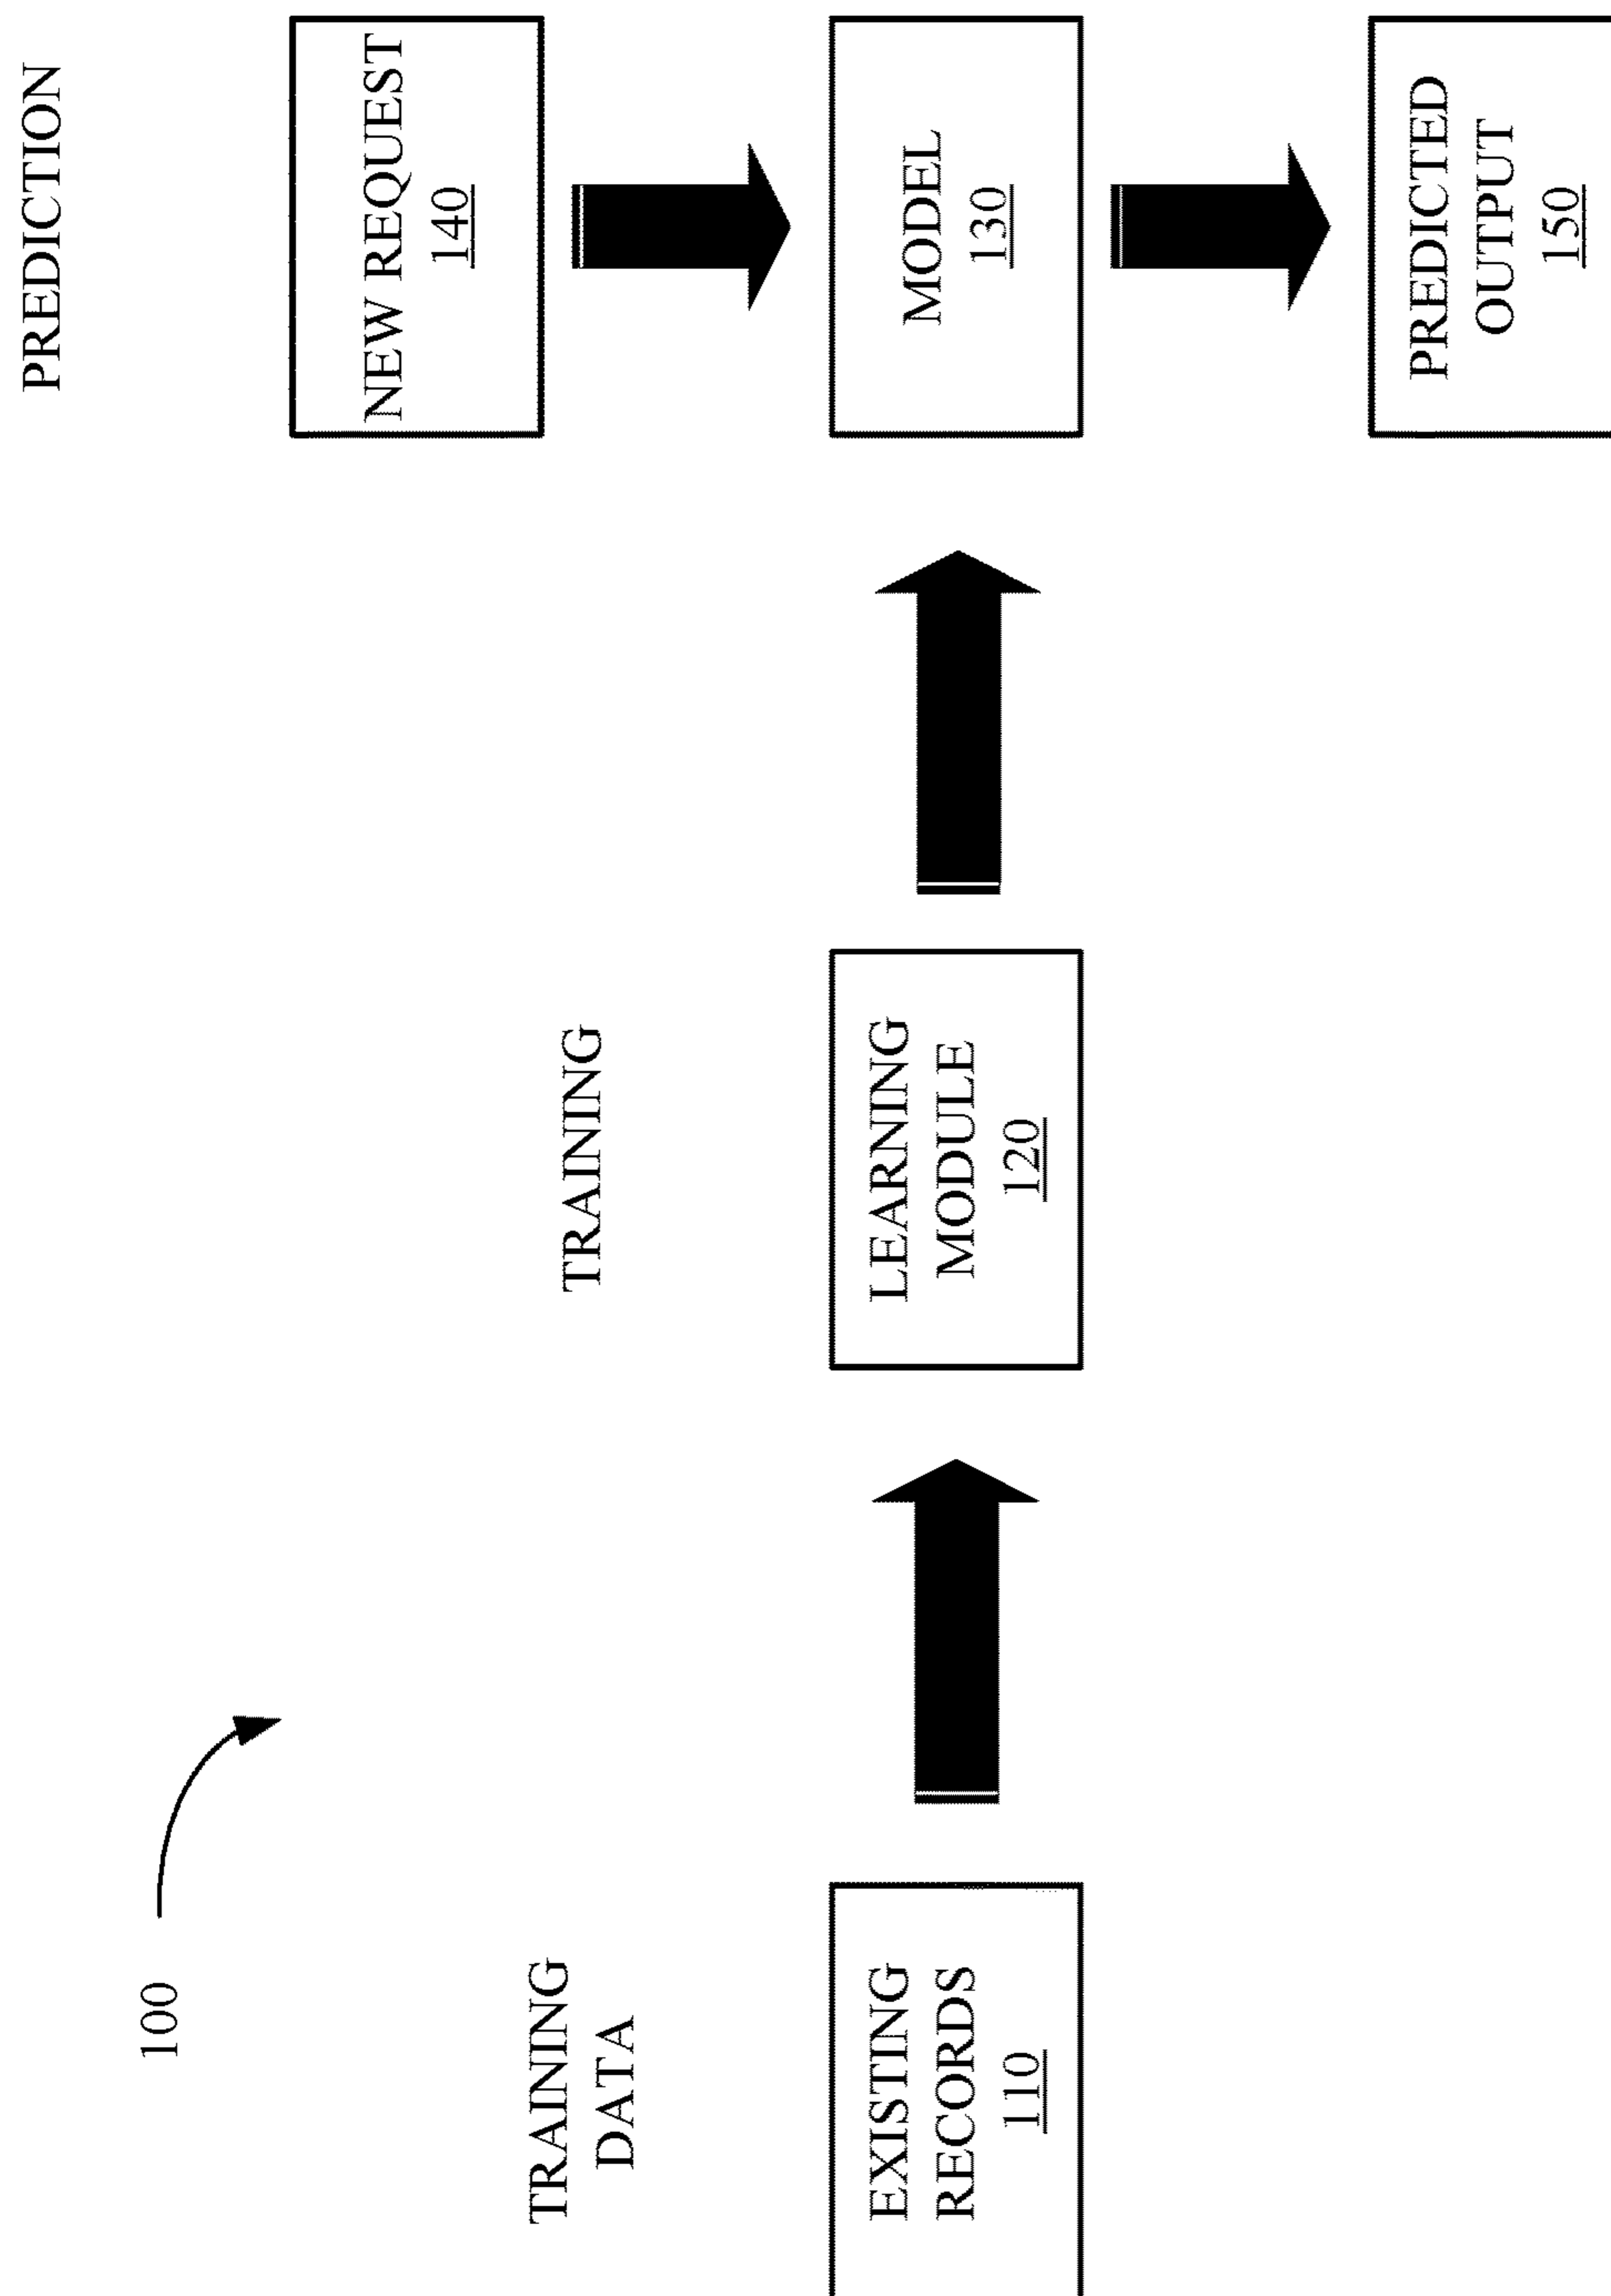 100
TRAINING
DATA
TRAINING
PREDICTION
EXISTING
RECORDS
110
LEARNING
MODULE
120
NEW REQUEST
140
MODEL
130
PREDICTED
OUTPUT
150